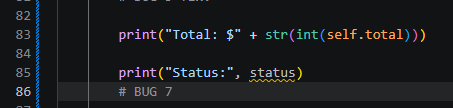 82
83 print("Total: $" + str(int(self.total)))
84
85 print("Status:", status)
86 # BUG 7